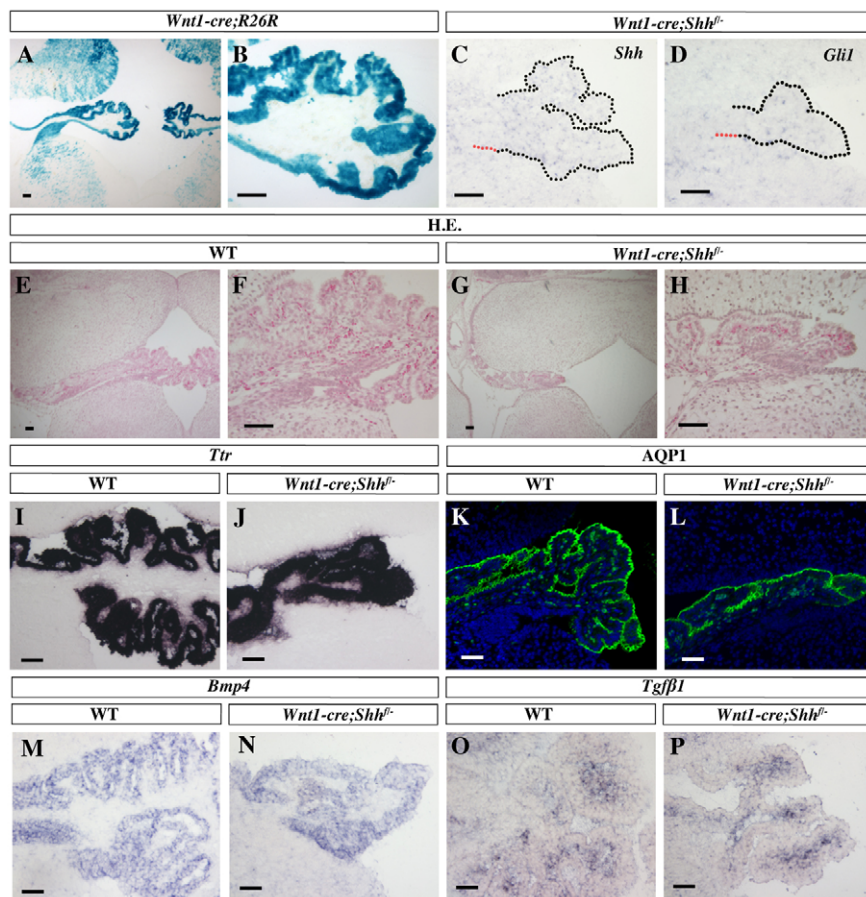 Wnt1-cre;R26R
Wnt1-cre;Shh^fl/-
A
B
C
Shh
D
Gli1
H.E.
WT
Wnt1-cre;Shh^fl/-
E
F
G
H
Ttr
AQP1
WT
Wnt1-cre;Shh^fl/-
WT
Wnt1-cre;Shh^fl/-
I
J
K
L
Bmp4
Tgfβ1
WT
Wnt1-cre;Shh^fl/-
WT
Wnt1-cre;Shh^fl/-
M
N
O
P